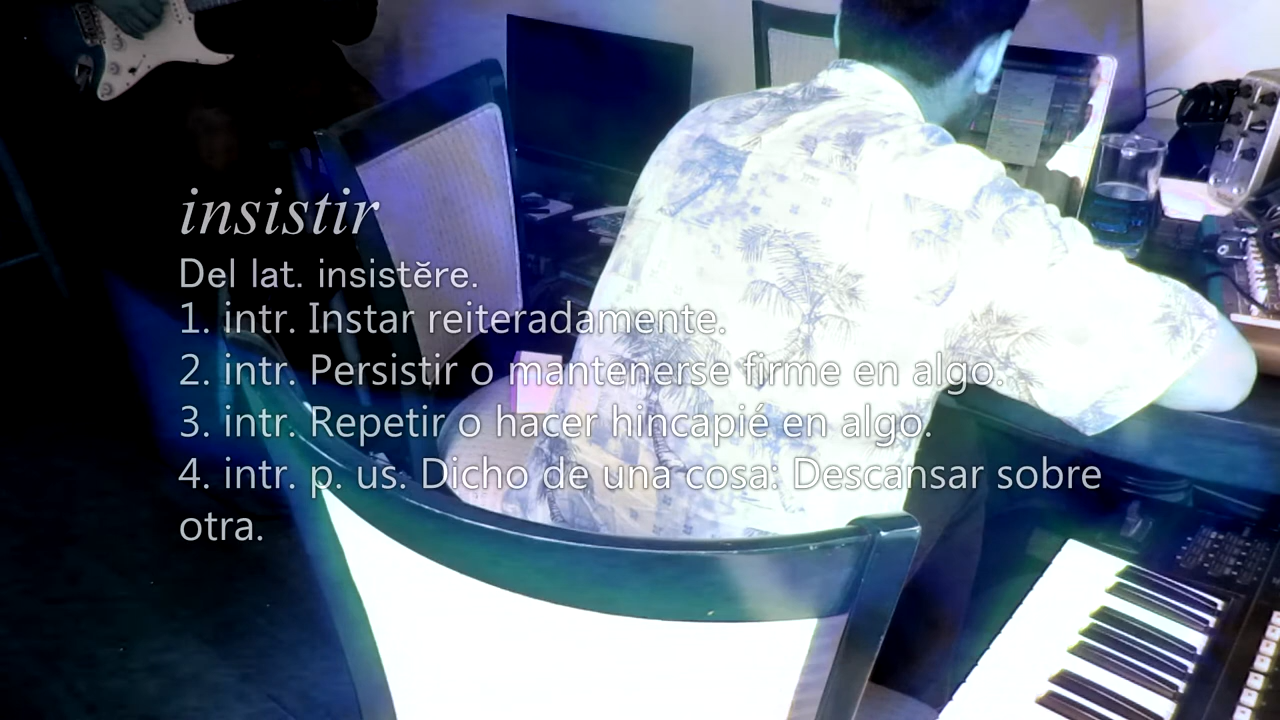 insistir
Del lat. insistĕre.
1. intr. Instar reiteradamente.
2. intr. Persistir o mantenerse firme en algo.
3. intr. Repetir o hacer hincapié en algo.
4. intr. p. us. Dicho de una cosa: Descansar sobre
otra.